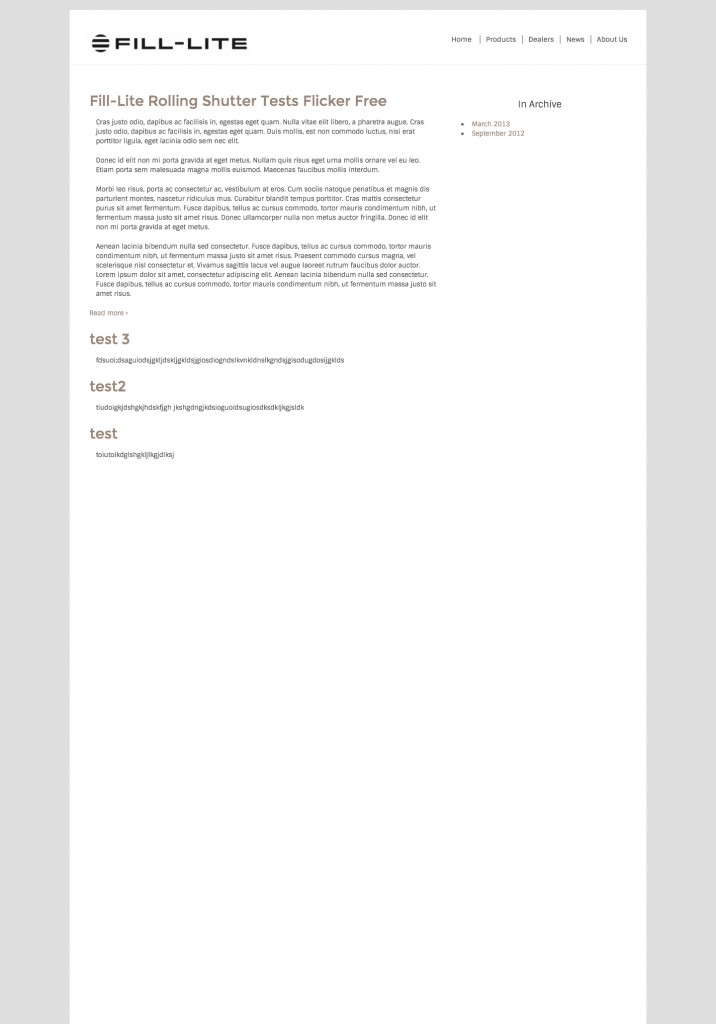 FILL-LITE
Home | Products | Dealers | News | About Us
Fill-Lite Rolling Shutter Tests Flicker Free
Cras justo odio, dapibus ac facilisis in, egestas eget quam. Nulla vitae elit libero, a pharetra augue. Cras
justo odio, dapibus ac facilisis in, egestas eget quam. Duis mollis, est non commodo luctus, nisi erat
porttitor ligula, eget lacinia odio sem nec elit.
Donec id elit non mi porta gravida at eget metus. Nullam quis risus eget urna mollis ornare vel eu leo.
Etiam porta sem malesuada magna mollis euismod. Maecenas faucibus mollis interdum.
Morbi leo risus, porta ac consectetur ac, vestibulum at eros. Cum sociis natoque penatibus et magnis dis
parturient montes, nascetur ridiculus mus. Curabitur blandit tempus porttitor. Cras mattis consectetur
purus sit amet fermentum. Fusce dapibus, tellus ac cursus commodo, tortor mauris condimentum nibh, ut
fermentum massa justo sit amet risus. Donec ullamcorper nulla non metus auctor fringilla. Donec id elit
non mi porta gravida at eget metus.
Aenean lacinia bibendum nulla sed consectetur. Fusce dapibus, tellus ac cursus commodo, tortor mauris
condimentum nibh, ut fermentum massa justo sit amet risus. Praesent commodo cursus magna, vel
scelerisque nisl consectetur et. Vivamus sagittis lacus vel augue laoreet rutrum faucibus dolor auctor.
Lorem ipsum dolor sit amet, consectetur adipiscing elit. Aenean lacinia bibendum nulla sed consectetur.
Fusce dapibus, tellus ac cursus commodo, tortor mauris condimentum nibh, ut fermentum massa justo sit
amet risus.
Read more ›
test 3
fdsuoi;dsaguiodsjgkljdskljgkldsjgiosdiogndslkvnkldnslkgndsjgisodugdosijgklds
test2
tiudoigkjdshgkjhdskfjgh jkshgdngjkdsioguoidsugiosdksdkljkgjsldk
test
toiutoikdglshgkljlkgjdlksj
In Archive
• March 2013
• September 2012